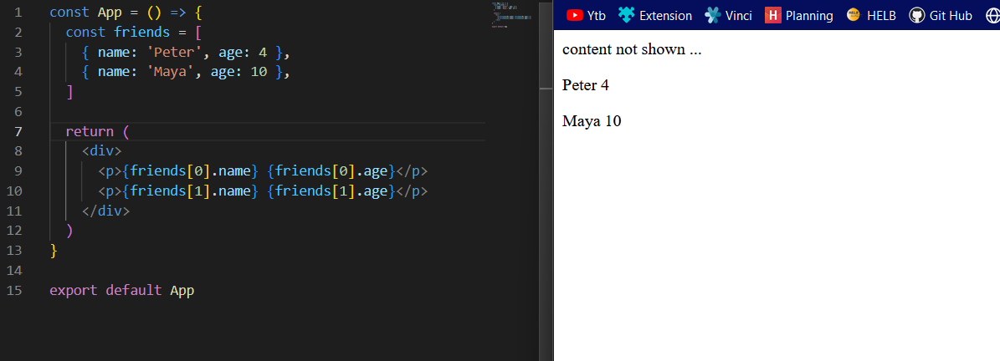 1 const App = () => {
2 const friends = [
3 { name: 'Peter', age: 4 },
4 { name: 'Maya', age: 10 },
5 ]
6
7 return (
8 <div>
9 <p>{friends[0].name} {friends[0].age}</p>
10 <p>{friends[1].name} {friends[1].age}</p>
11 </div>
12 )
13 }
14
15 export default App
Ytb Extension Vinci H Planning HELB Git Hub
content not shown ...
Peter 4
Maya 10